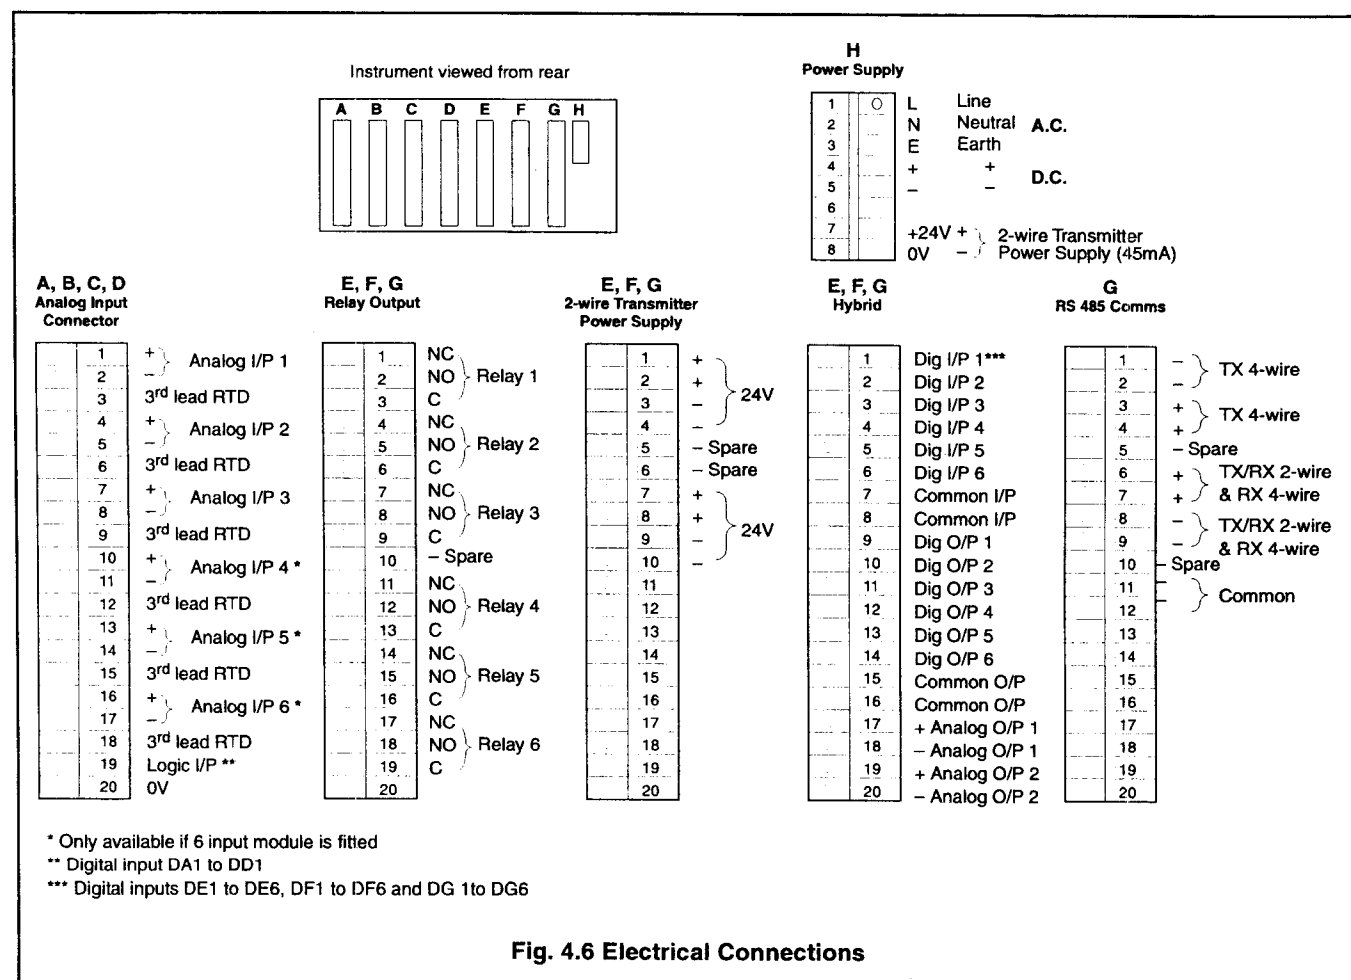 Instrument viewed from rear
A B C D E F G H
H
Power Supply
1 L Line
2 N Neutral A.C.
3 E Earth
4 + +
D.C.
5 – –
6
7 +24V + 2-wire Transmitter
8 0V – Power Supply (45mA)
A, B, C, D
Analog Input
Connector
1 + Analog I/P 1
2 –
3 3rd lead RTD
4 + Analog I/P 2
5 –
6 3rd lead RTD
7 + Analog I/P 3
8 –
9 3rd lead RTD
10 + Analog I/P 4 *
11 –
12 3rd lead RTD
13 + Analog I/P 5 *
14 –
15 3rd lead RTD
16 + Analog I/P 6 *
17 –
18 3rd lead RTD
19 Logic I/P **
20 0V
E, F, G
Relay Output
1 NC
2 NO Relay 1
3 C
4 NC
5 NO Relay 2
6 C
7 NC
8 NO Relay 3
9 C
10 – Spare
11 NC
12 NO Relay 4
13 C
14 NC
15 NO Relay 5
16 C
17 NC
18 NO Relay 6
19 C
20
E, F, G
2-wire Transmitter
Power Supply
1 +
2 + 24V
3 –
4 –
5 – Spare
6 – Spare
7 +
8 + 24V
9 –
10 –
11
12
13
14
15
16
17
18
19
20
E, F, G
Hybrid
1 Dig I/P 1***
2 Dig I/P 2
3 Dig I/P 3
4 Dig I/P 4
5 Dig I/P 5
6 Dig I/P 6
7 Common I/P
8 Common I/P
9 Dig O/P 1
10 Dig O/P 2
11 Dig O/P 3
12 Dig O/P 4
13 Dig O/P 5
14 Dig O/P 6
15 Common O/P
16 Common O/P
17 + Analog O/P 1
18 – Analog O/P 1
19 + Analog O/P 2
20 – Analog O/P 2
G
RS 485 Comms
1 – TX 4-wire
2 –
3 + TX 4-wire
4 +
5 – Spare
6 + TX/RX 2-wire
7 + & RX 4-wire
8 – TX/RX 2-wire
9 – & RX 4-wire
10 – Spare
11 – Common
12 –
13
14
15
16
17
18
19
20
* Only available if 6 input module is fitted
** Digital input DA1 to DD1
*** Digital inputs DE1 to DE6, DF1 to DF6 and DG 1to DG6
Fig. 4.6 Electrical Connections